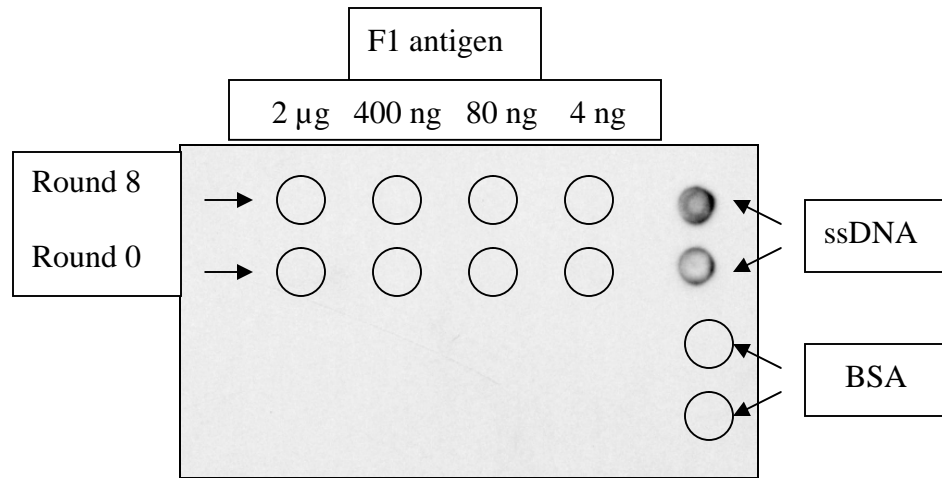 F1 antigen
2 µg 400 ng 80 ng 4 ng
Round 8
Round 0
ssDNA
BSA